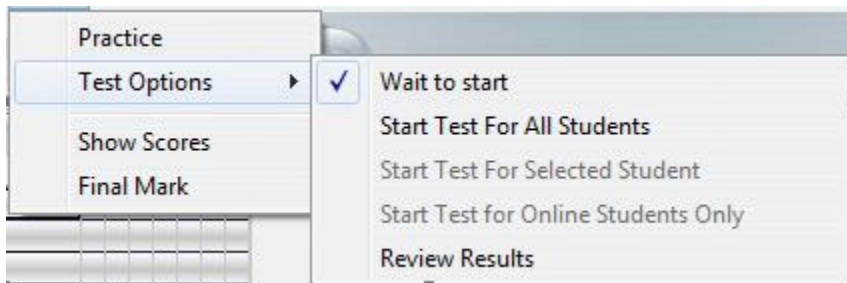 Practice
Test Options
Show Scores
Final Mark
Wait to start
Start Test For All Students
Start Test For Selected Student
Start Test for Online Students Only
Review Results